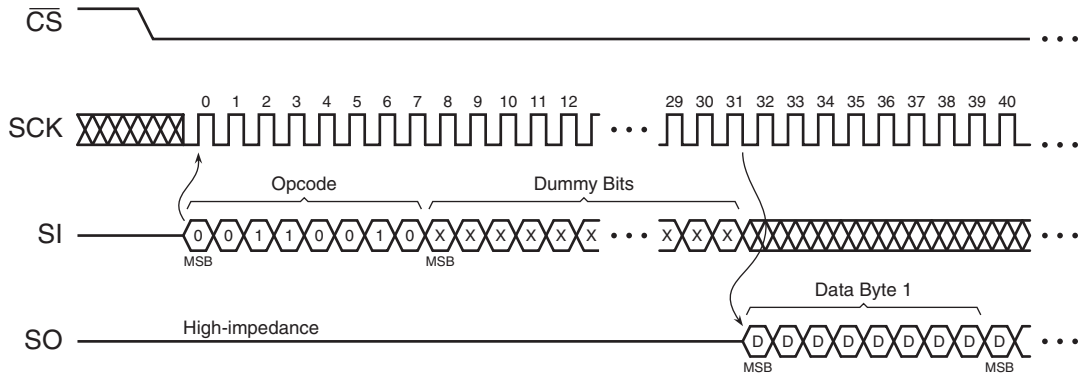 CS
0 1 2 3 4 5 6 7 8 9 10 11 12 29 30 31 32 33 34 35 36 37 38 39 40
SCK
Opcode Dummy Bits
SI 0 0 1 1 0 0 1 0 X X X X X X X X X
MSB MSB
Data Byte 1
High-impedance
SO D D D D D D D D D
MSB MSB